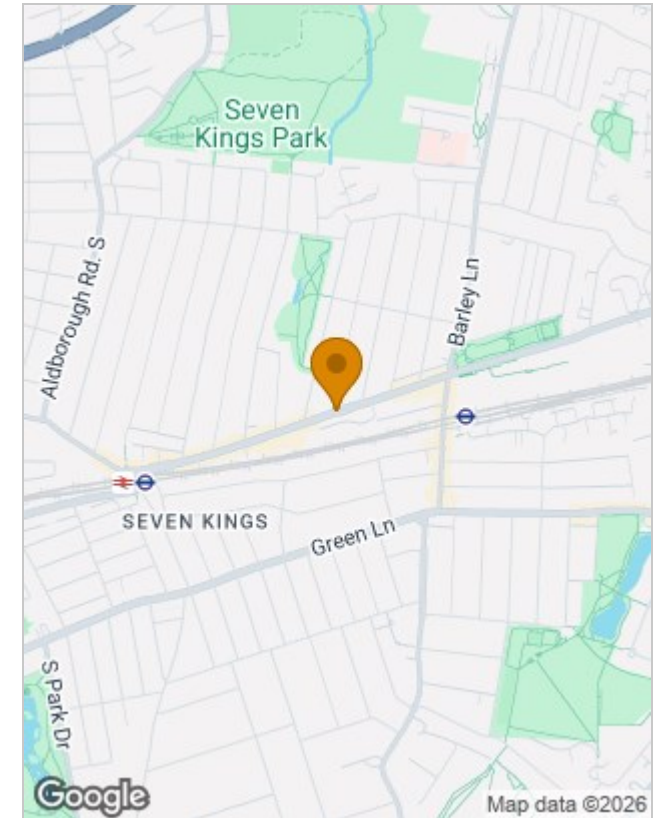 Seven
Kings Park
Aldborough Rd. S
Barley Ln
SEVEN KINGS
Green Ln
S Park Dr
Google
Map data ©2026